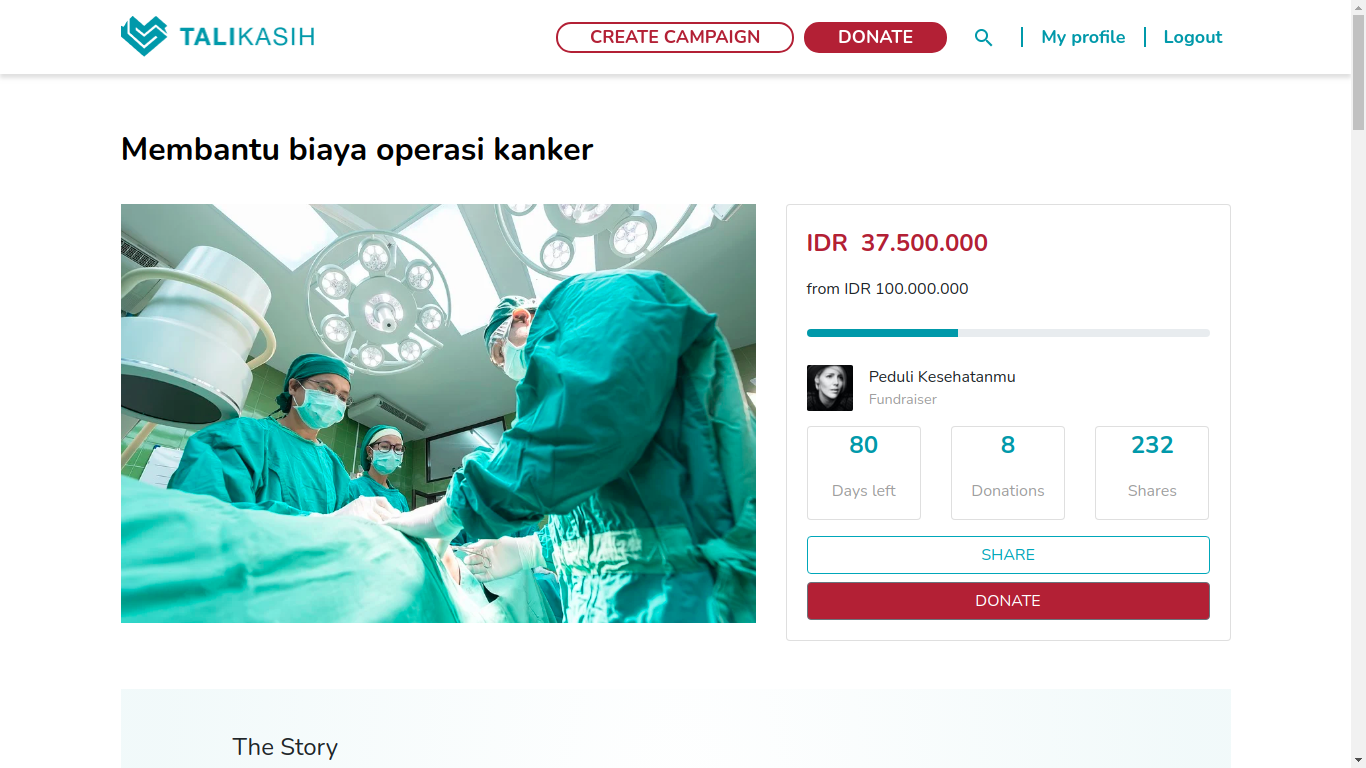 TALIKASIH
CREATE CAMPAIGN
DONATE
My profile
Logout
Membantu biaya operasi kanker
IDR 37.500.000
from IDR 100.000.000
Peduli Kesehatanmu
Fundraiser
80
Days left
8
Donations
232
Shares
SHARE
DONATE
The Story